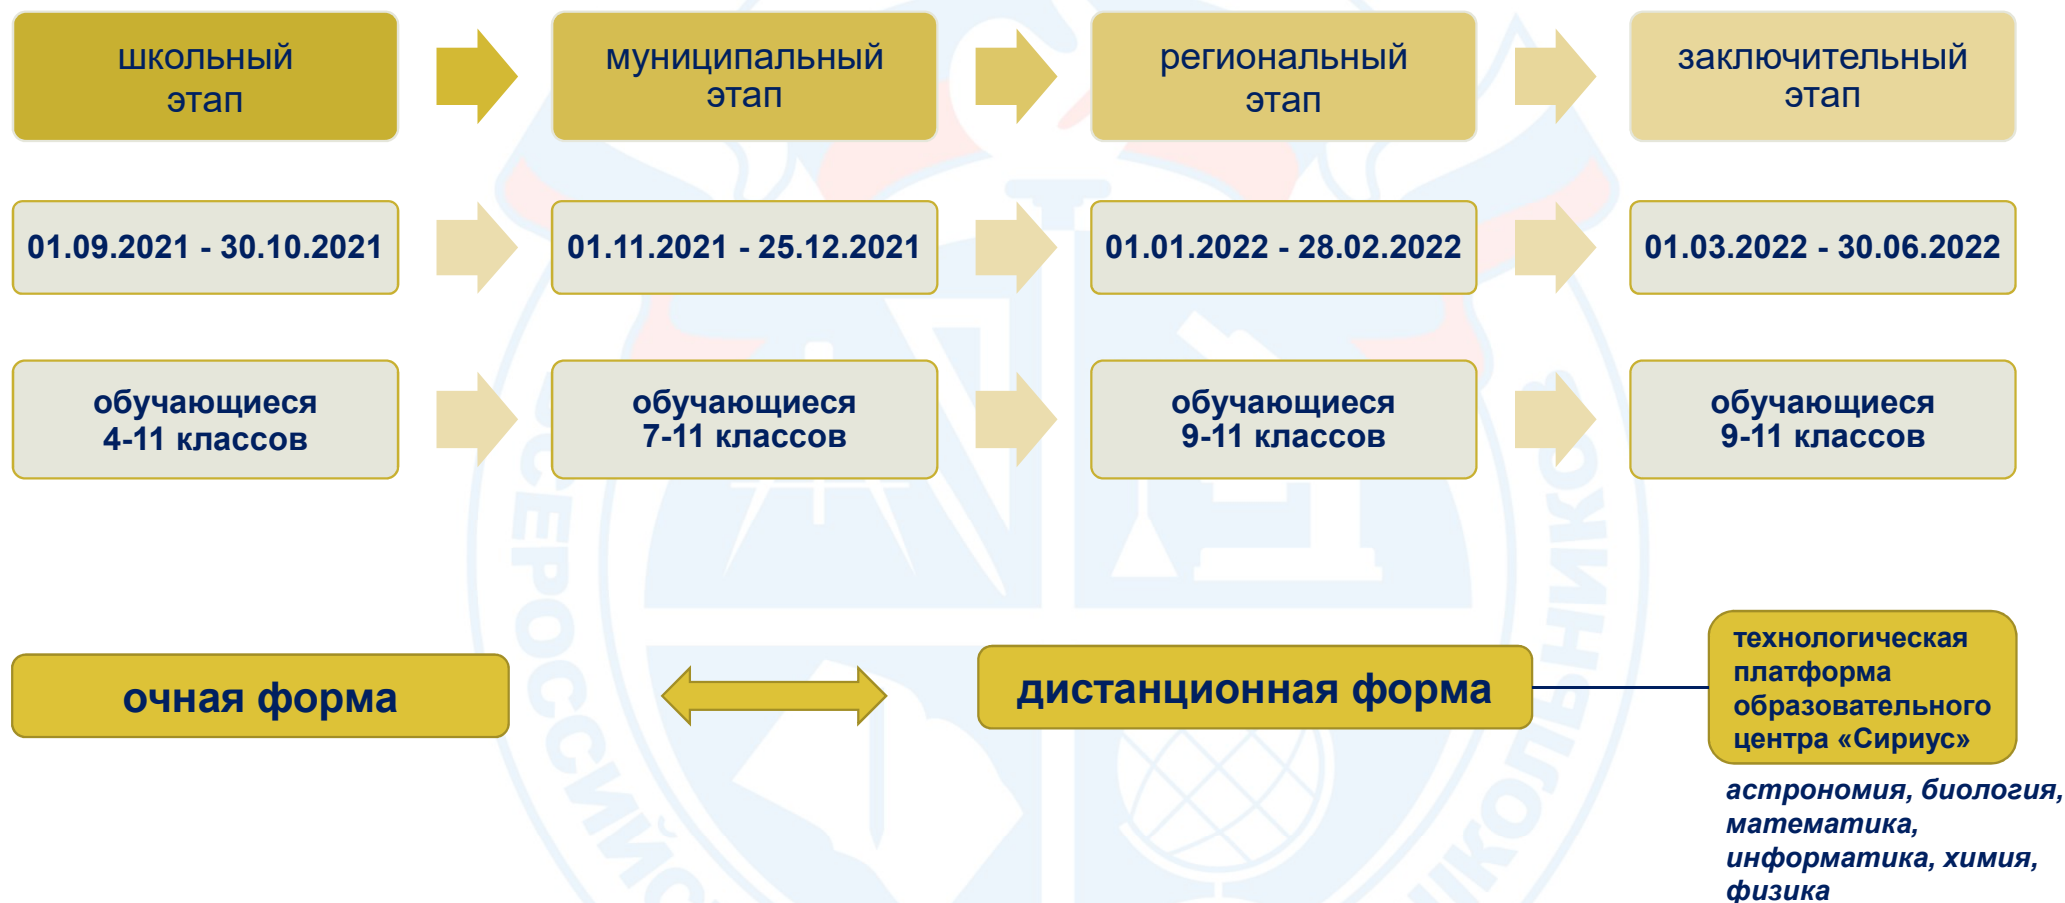 школьный
этап
муниципальный
этап
региональный
этап
заключительный
этап
01.09.2021 - 30.10.2021
01.11.2021 - 25.12.2021
01.01.2022 - 28.02.2022
01.03.2022 - 30.06.2022
обучающиеся
4-11 классов
обучающиеся
7-11 классов
обучающиеся
9-11 классов
обучающиеся
9-11 классов
очная форма
дистанционная форма
технологическая
платформа
образовательного
центра «Сириус»
астрономия, биология,
математика,
информатика, химия,
физика